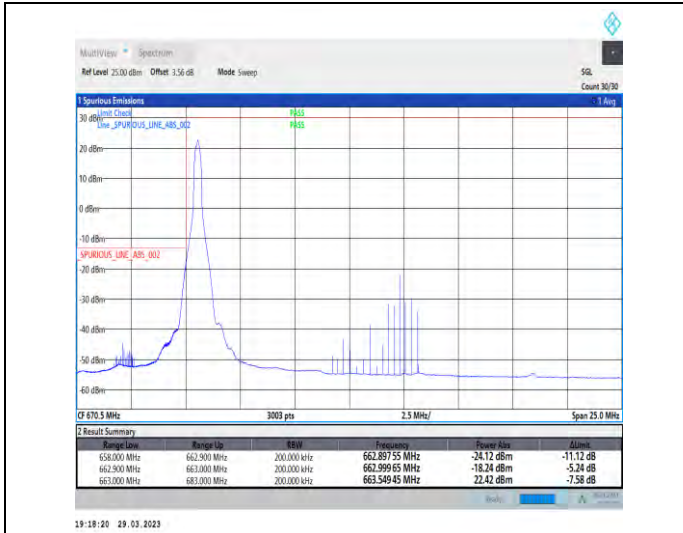 MultiView Spectrum
Ref Level 25.00 dBm Offset 3.56 dB Mode Sweep SGL
Count 30/30
1 Spurious Emissions 1 Avg
Limit Check PASS
30 dBm
Line _SPURIOUS_LINE_ABS_002 PASS
20 dBm
10 dBm
0 dBm
-10 dBm
SPURIOUS_LINE_ABS_002
-20 dBm
-30 dBm
-40 dBm
-50 dBm
-60 dBm
CF 670.5 MHz 3003 pts 2.5 MHz/ Span 25.0 MHz
2 Result Summary
Range Low Range Up RBW Frequency Power Abs ΔLimit
658.000 MHz 662.900 MHz 200.000 kHz 662.89755 MHz -24.12 dBm -11.12 dB
662.900 MHz 663.000 MHz 200.000 kHz 662.99965 MHz -18.24 dBm -5.24 dB
663.000 MHz 683.000 MHz 200.000 kHz 663.54945 MHz 22.42 dBm -7.58 dB
Ready
19:18:20 29.03.2023